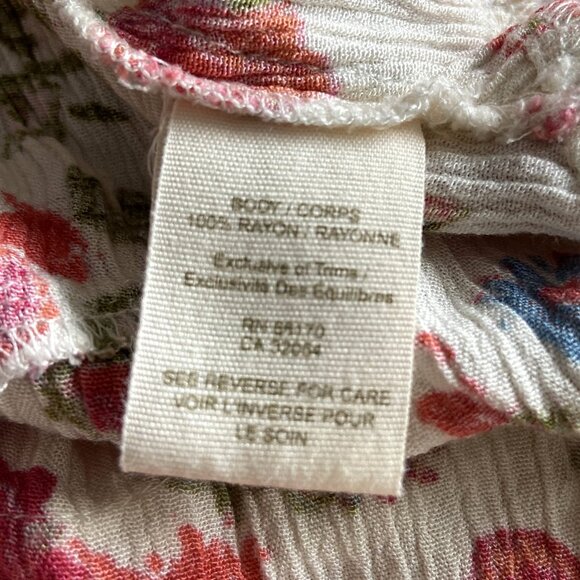 BODY / CORPS
100% RAYON / RAYONNE
Exclusive of Trims /
Exclusivité Des Équilibres
RN
CA 32064
SEE REVERSE FOR CARE
VOIR L'INVERSE POUR
LE SOIN